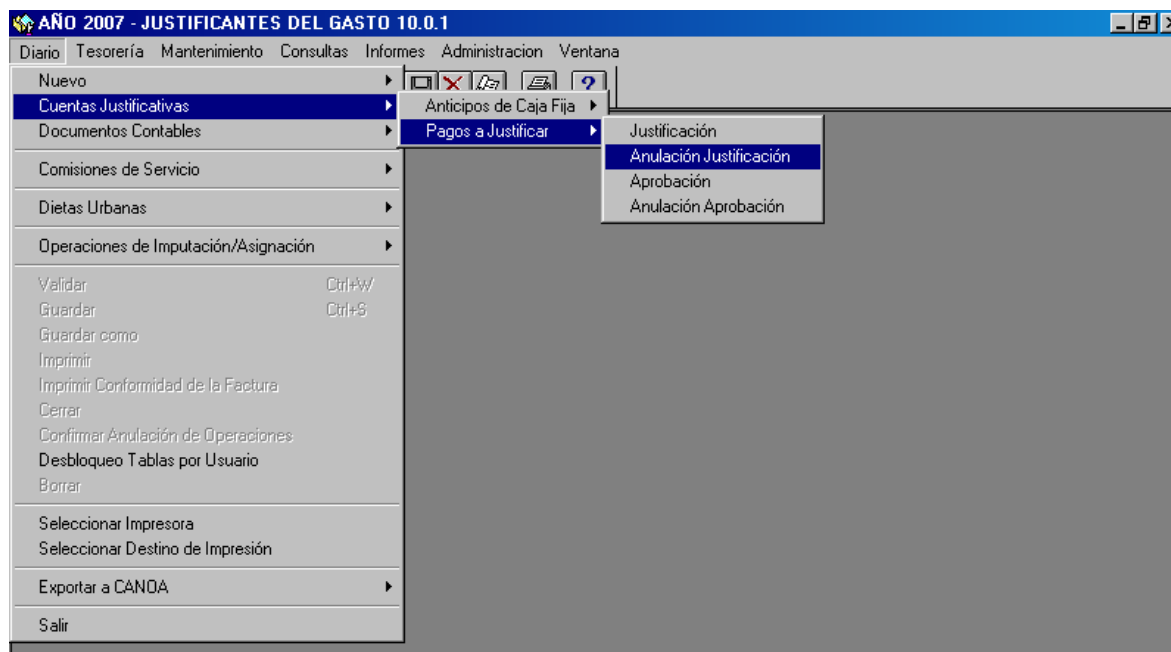 AÑO 2007 - JUSTIFICANTES DEL GASTO 10.0.1
Diario Tesorería Mantenimiento Consultas Informes Administracion Ventana
Nuevo
Cuentas Justificativas
Documentos Contables
Comisiones de Servicio
Dietas Urbanas
Operaciones de Imputación/Asignación
Validar Ctrl+W
Guardar Ctrl+S
Guardar como
Imprimir
Imprimir Conformidad de la Factura
Cerrar
Confirmar Anulación de Operaciones
Desbloqueo Tablas por Usuario
Borrar
Seleccionar Impresora
Seleccionar Destino de Impresión
Exportar a CANOA
Salir
Anticipos de Caja Fija
Pagos a Justificar
Justificación
Anulación Justificación
Aprobación
Anulación Aprobación